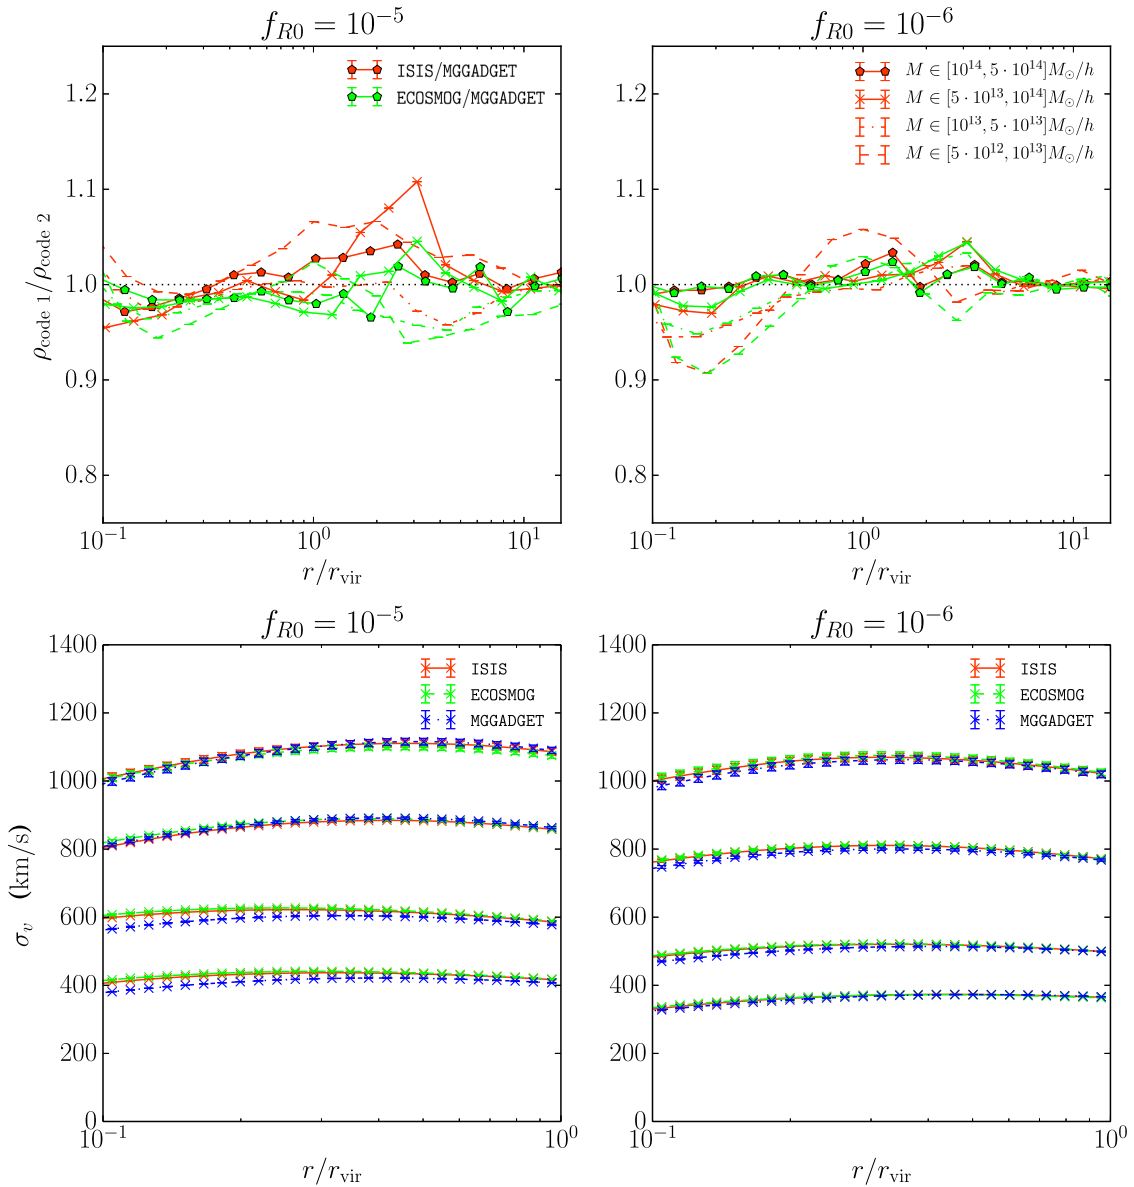 f_{R0} = 10^{-5}
f_{R0} = 10^{-6}
ISIS/MGGADGET
ECOSMOG/MGGADGET
M ∈ [10^{14}, 5 · 10^{14}]M_⊙/h
M ∈ [5 · 10^{13}, 10^{14}]M_⊙/h
M ∈ [10^{13}, 5 · 10^{13}]M_⊙/h
M ∈ [5 · 10^{12}, 10^{13}]M_⊙/h
ρ_{code 1}/ρ_{code 2}
1.2
1.1
1.0
0.9
0.8
10^{-1}
10^{0}
10^{1}
r/r_{vir}
1.2
1.1
1.0
0.9
0.8
10^{-1}
10^{0}
10^{1}
r/r_{vir}
f_{R0} = 10^{-5}
f_{R0} = 10^{-6}
ISIS
ECOSMOG
MGGADGET
ISIS
ECOSMOG
MGGADGET
σ_v (km/s)
1400
1200
1000
800
600
400
200
0
10^{-1}
10^{0}
r/r_{vir}
1400
1200
1000
800
600
400
200
0
10^{-1}
10^{0}
r/r_{vir}